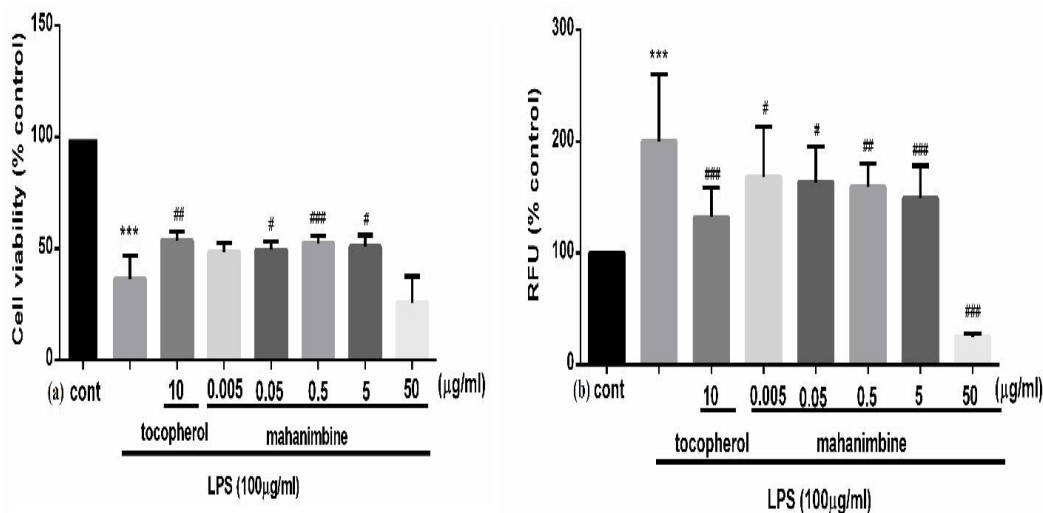 Cell viability (% control)
150
100
50
0
***
##
#
###
#
(a) cont
10
0.005
0.05
0.5
5
50
(µg/ml)
tocopherol
mahanimbine
LPS (100µg/ml)
RFU (% control)
300
200
100
0
***
###
#
#
##
###
###
(b) cont
10
0.005
0.05
0.5
5
50
(µg/ml)
tocopherol
mahanimbine
LPS (100µg/ml)